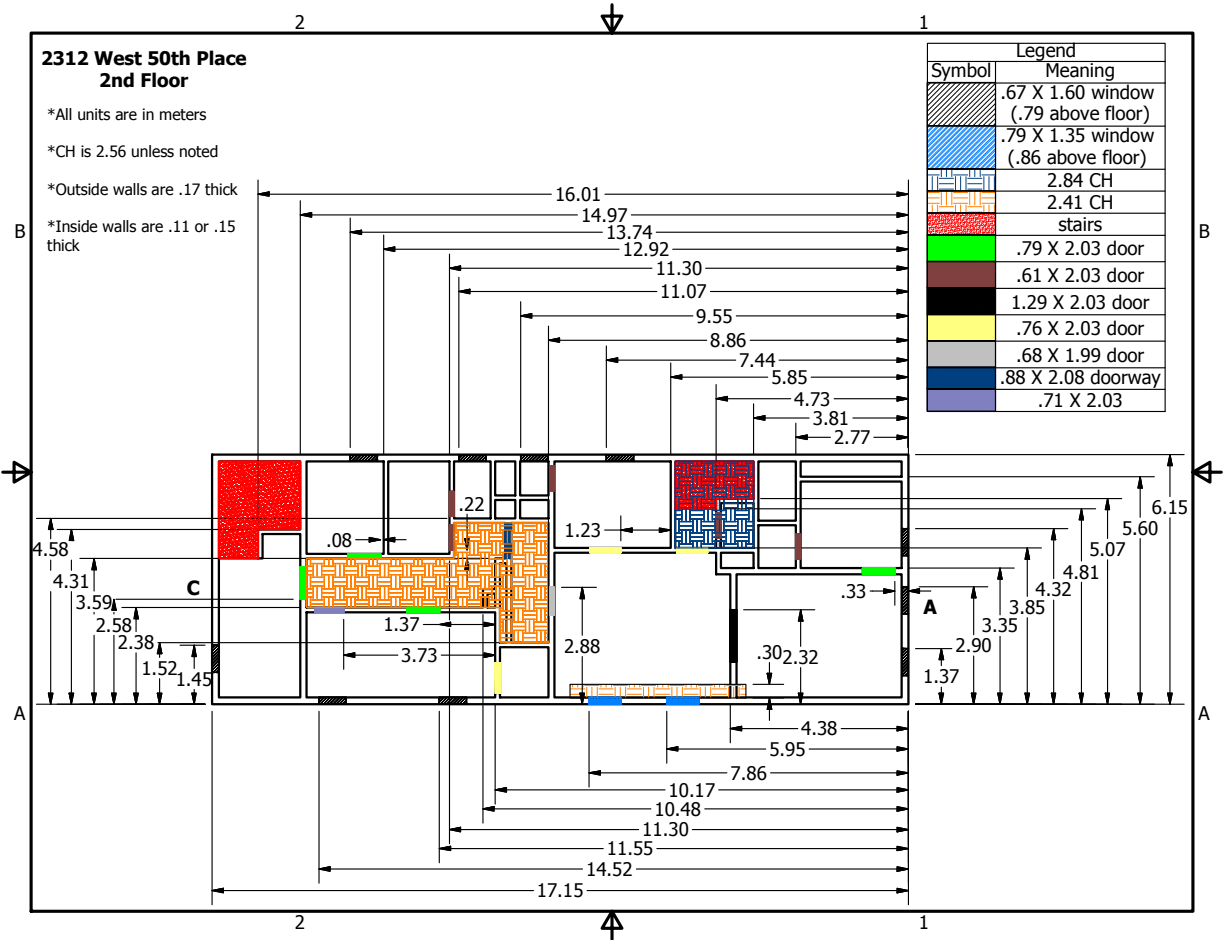 2
1
2312 West 50th Place
2nd Floor
*All units are in meters
*CH is 2.56 unless noted
*Outside walls are .17 thick
*Inside walls are .11 or .15
thick
Legend
Symbol Meaning
.67 X 1.60 window
(.79 above floor)
.79 X 1.35 window
(.86 above floor)
2.84 CH
2.41 CH
stairs
.79 X 2.03 door
.61 X 2.03 door
1.29 X 2.03 door
.76 X 2.03 door
.68 X 1.99 door
.88 X 2.08 doorway
.71 X 2.03
B
B
16.01
14.97
13.74
12.92
11.30
11.07
9.55
8.86
7.44
5.85
4.73
3.81
2.77
6.15
5.60
5.07
4.81
4.32
3.85
3.35
2.90
1.37
4.58
4.31
3.59
2.58
2.38
1.52
1.45
C
.08
.22
1.23
1.37
3.73
2.88
.30
2.32
.33
A
A
A
4.38
5.95
7.86
10.17
10.48
11.30
11.55
14.52
17.15
2
1